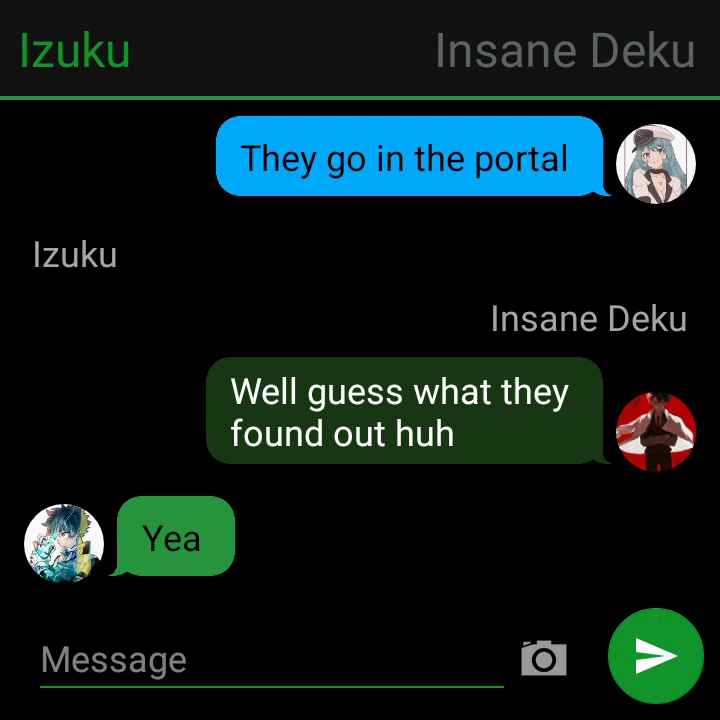 Izuku
Insane Deku
They go in the portal
Izuku
Insane Deku
Well guess what they
found out huh
Yea
Message